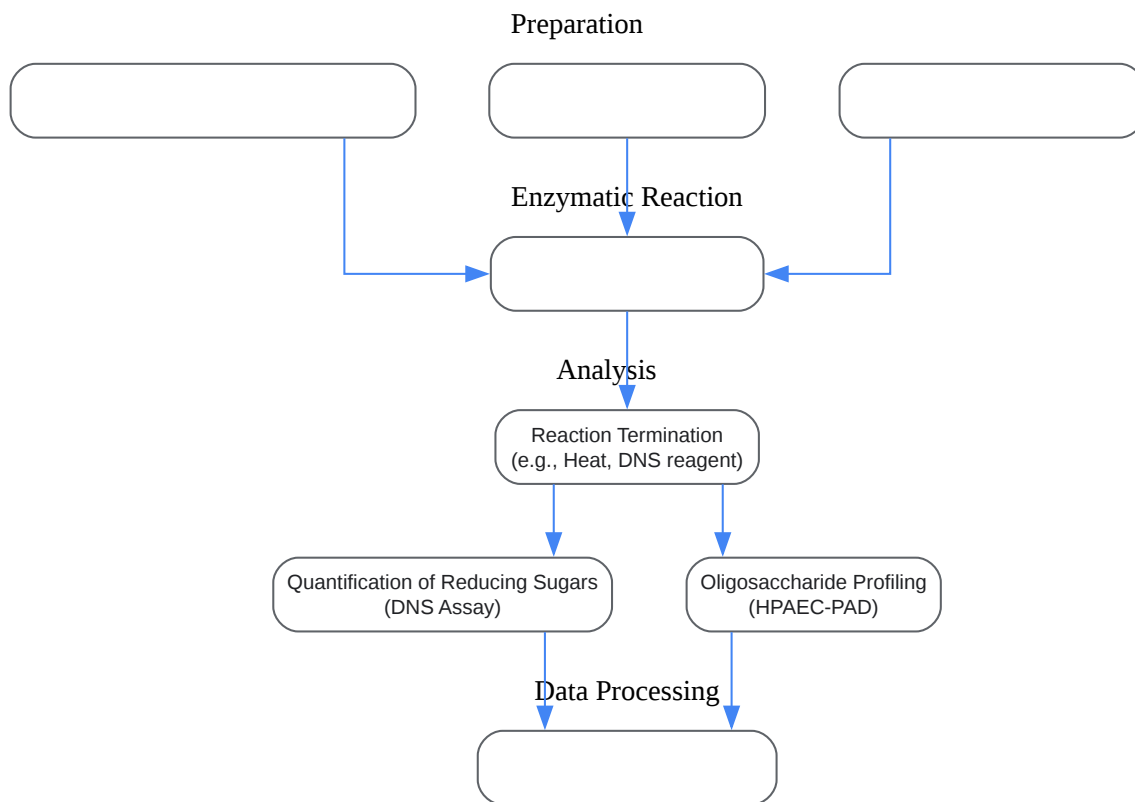 Preparation
Enzymatic Reaction
Analysis
Reaction Termination
(e.g., Heat, DNS reagent)
Quantification of Reducing Sugars
(DNS Assay)
Oligosaccharide Profiling
(HPAEC-PAD)
Data Processing